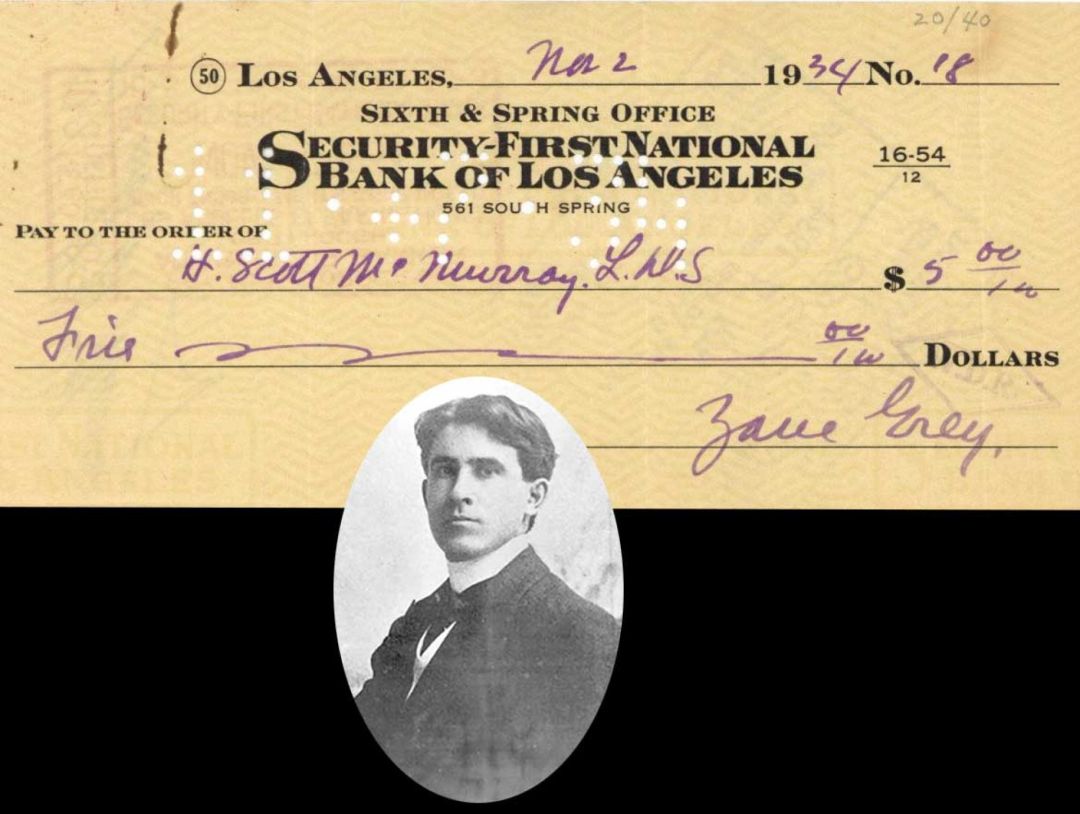 20/40
50 LOS ANGELES, Nov 2 1934 No. 18
SIXTH & SPRING OFFICE
SECURITY-FIRST NATIONAL
BANK OF LOS ANGELES
16-54
12
561 SOUTH SPRING
PAY TO THE ORDER OF
H. Scott McMurray, L.D.S $ 5 00/100
Five 00/100 DOLLARS
Zane Grey,